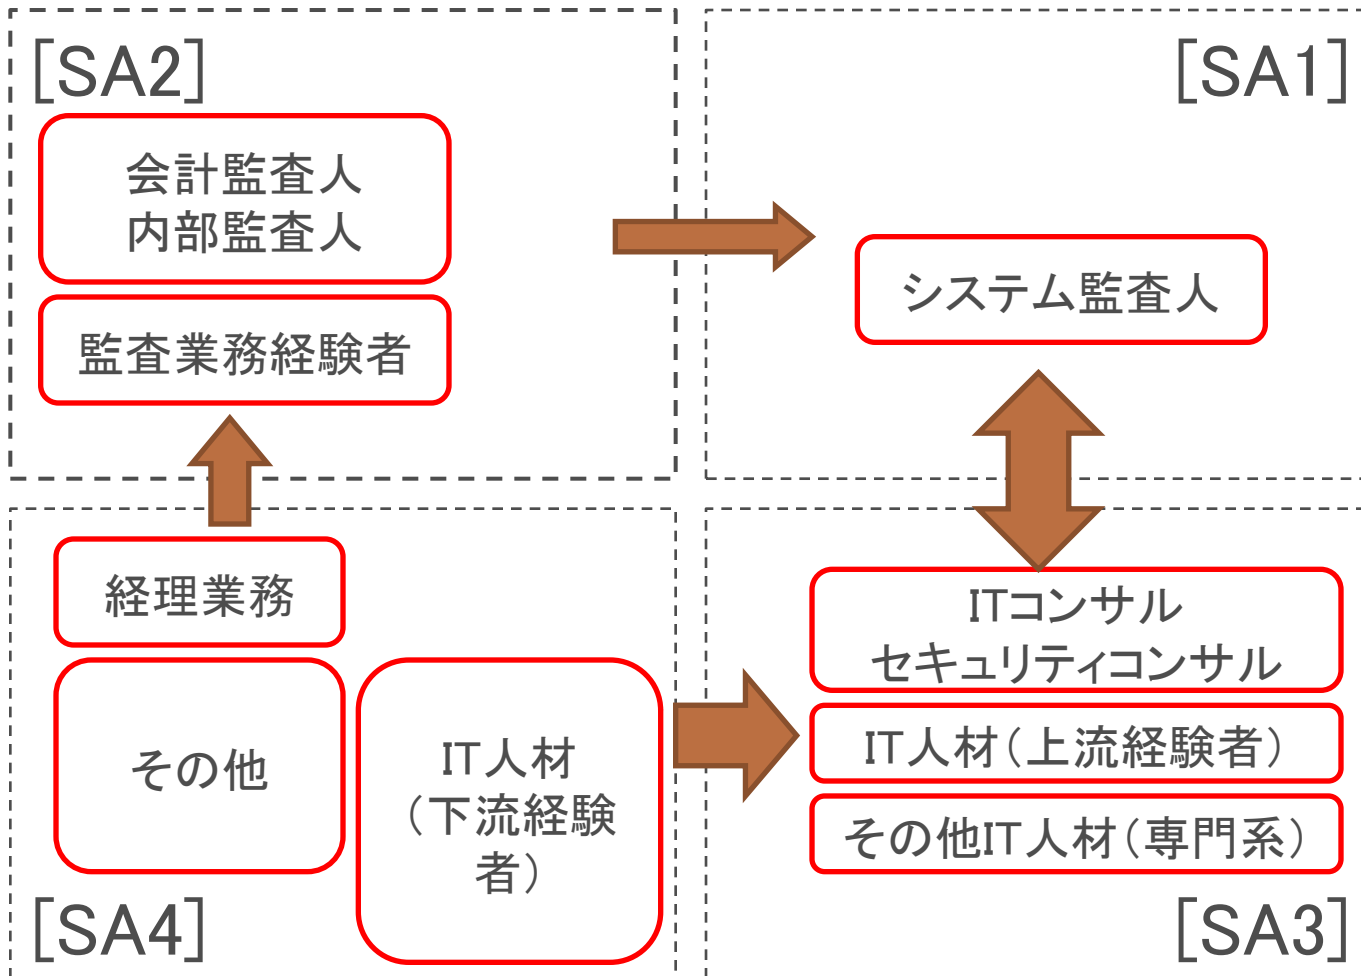 [SA2]
会計監査人
内部監査人
監査業務経験者
[SA1]
システム監査人
経理業務
その他
IT人材
（下流経験
者）
[SA4]
ITコンサル
セキュリティコンサル
IT人材（上流経験者）
その他IT人材（専門系）
[SA3]